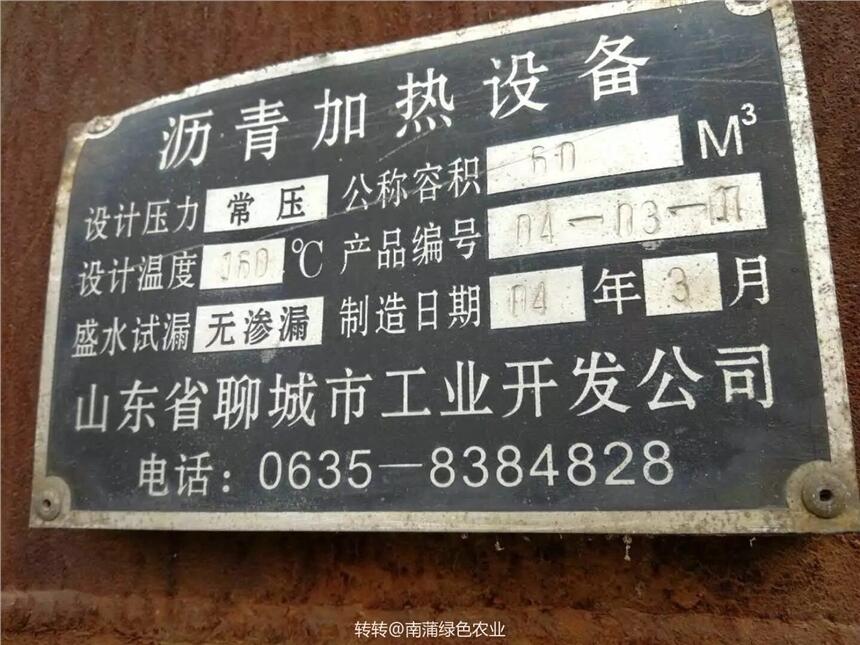 沥青加热设备
设计压力 常压 公称容积 60 M³
设计温度 160 ℃ 产品编号 04-03-
盛水试漏 无渗漏 制造日期 04 年 3 月
山东省聊城市工业开发公司
电话：0635-8384828
转转@南蒲绿色农业